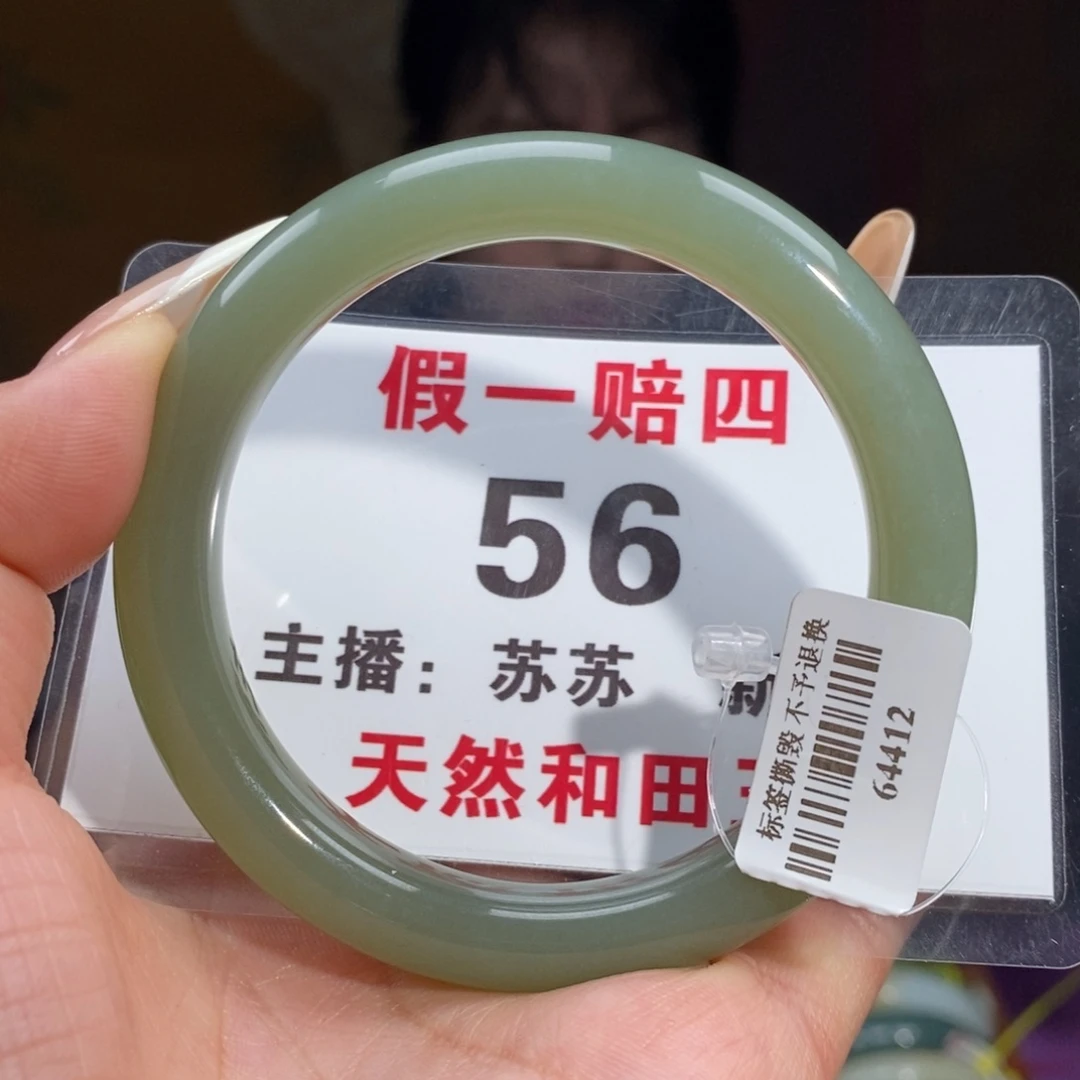 假一赔四
56
主播：苏苏
天然和田
标签撕毁 不予退换
64412